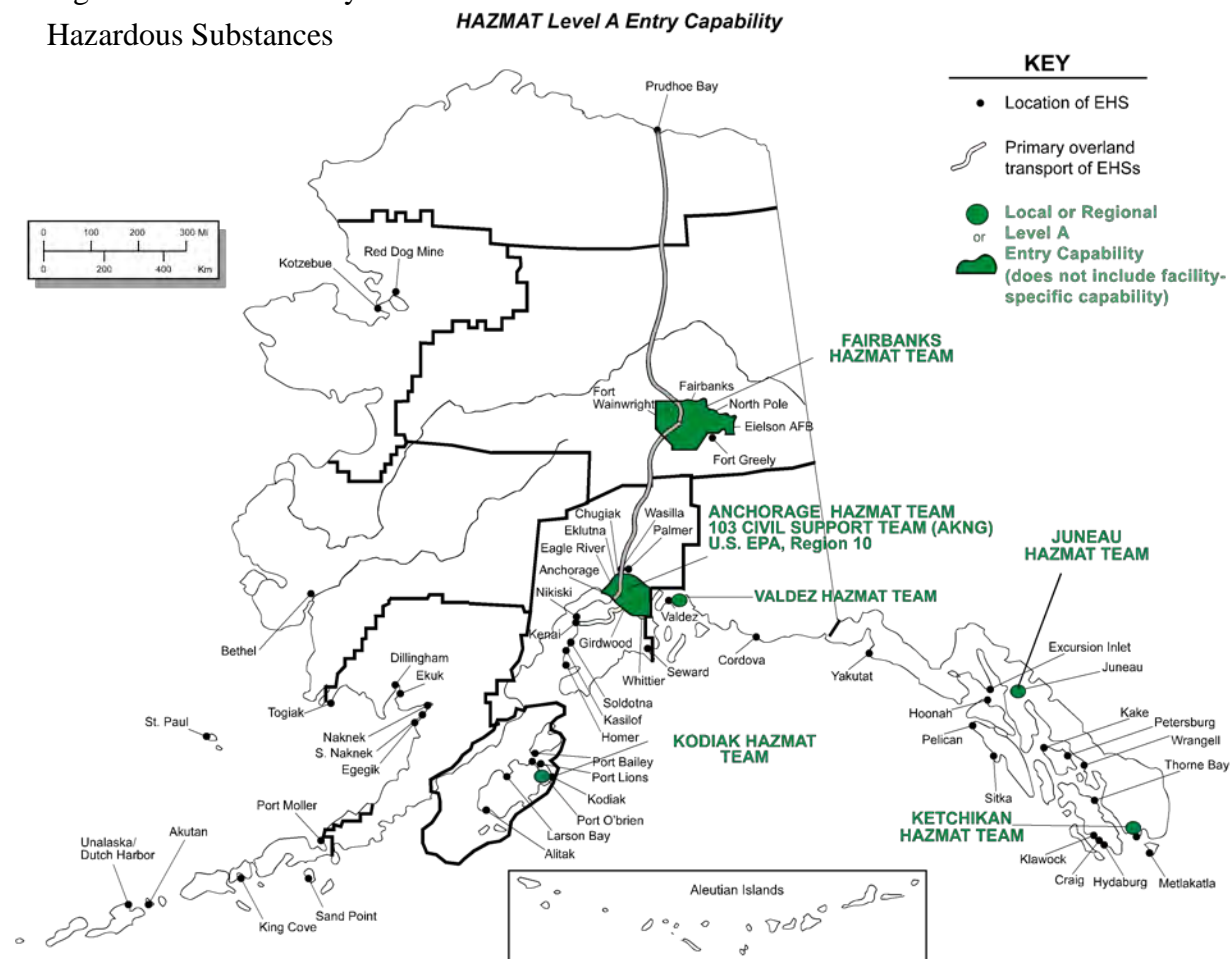 Hazardous Substances
HAZMAT Level A Entry Capability
KEY
Location of EHS
Primary overland
transport of EHSs
Local or Regional
or
Level A
Entry Capability
(does not include facility-
specific capability)
0 100 200 300 Mi
0 200 400 Km
Prudhoe Bay
Red Dog Mine
Kotzebue
FAIRBANKS
HAZMAT TEAM
Fort
Wainwright
Fairbanks
North Pole
Eielson AFB
Fort Greely
ANCHORAGE HAZMAT TEAM
103 CIVIL SUPPORT TEAM (AKNG)
U.S. EPA, Region 10
Chugiak
Wasilla
Eklutna
Palmer
Eagle River
Anchorage
Nikiski
Kenai
Girdwood
Whittier
Seward
Valdez
VALDEZ HAZMAT TEAM
Cordova
Yakutat
JUNEAU
HAZMAT TEAM
Excursion Inlet
Juneau
Hoonah
Pelican
Kake
Petersburg
Wrangell
Thorne Bay
Sitka
KETCHIKAN
HAZMAT TEAM
Klawock
Craig
Hydaburg
Metlakatla
Bethel
Dillingham
Ekuk
Togiak
Naknek
S. Naknek
Egegik
St. Paul
Soldotna
Kasilof
Homer
KODIAK HAZMAT
TEAM
Port Bailey
Port Lions
Kodiak
Port O'brien
Larson Bay
Alitak
Port Moller
Unalaska/
Dutch Harbor
Akutan
King Cove
Sand Point
Aleutian Islands